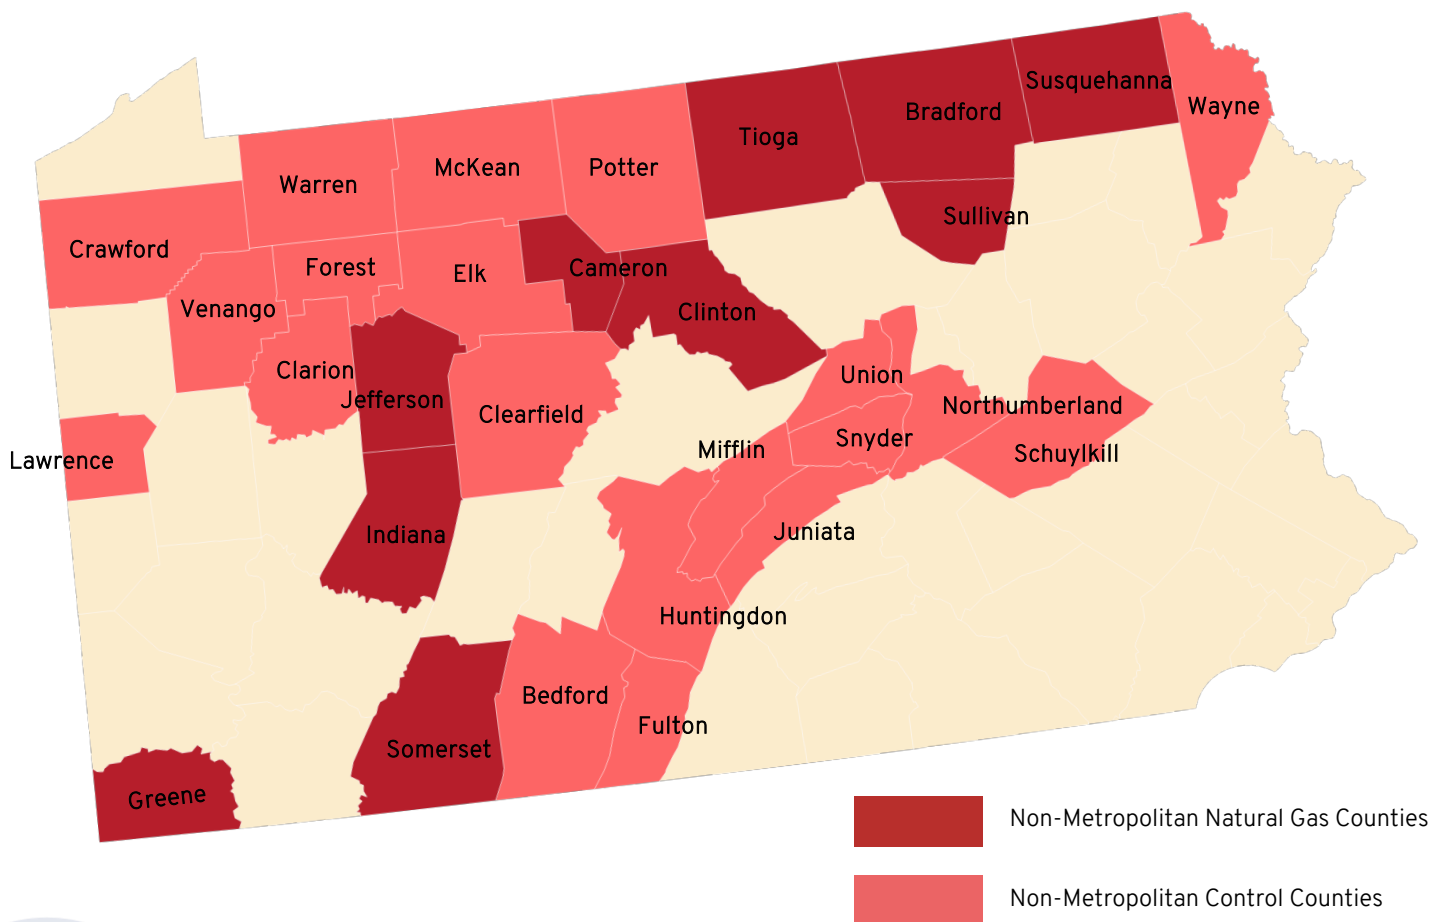 Susquehanna
Bradford
Wayne
Tioga
McKean
Potter
Warren
Sullivan
Crawford
Forest
Elk
Cameron
Venango
Clinton
Clarion
Union
Jefferson
Northumberland
Clearfield
Snyder
Mifflin
Schuylkill
Lawrence
Juniata
Indiana
Huntingdon
Bedford
Fulton
Somerset
Greene
Non-Metropolitan Natural Gas Counties
Non-Metropolitan Control Counties